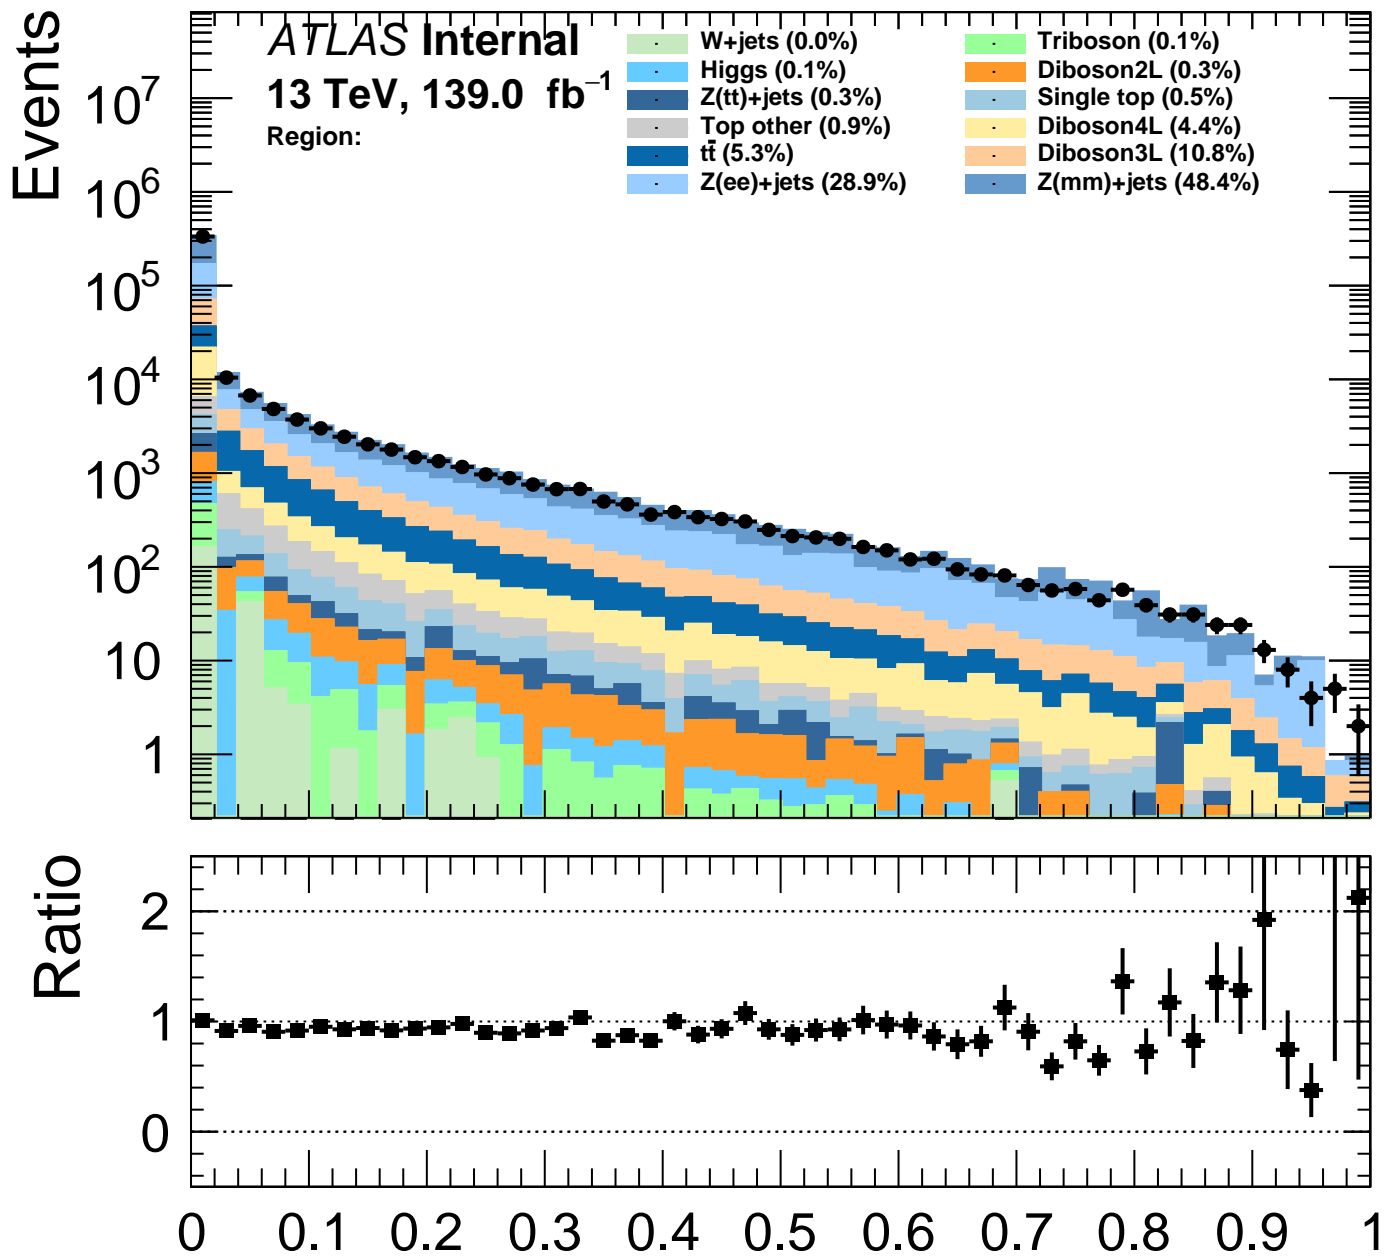 ATLAS Internal
13 TeV, 139.0 fb⁻¹
Region:
W+jets (0.0%)
Higgs (0.1%)
Z(tt)+jets (0.3%)
Top other (0.9%)
tt̄ (5.3%)
Z(ee)+jets (28.9%)
Triboson (0.1%)
Diboson2L (0.3%)
Single top (0.5%)
Diboson4L (4.4%)
Diboson3L (10.8%)
Z(mm)+jets (48.4%)
Events
10⁷
10⁶
10⁵
10⁴
10³
10²
10
1
Ratio
2
1
0
0 0.1 0.2 0.3 0.4 0.5 0.6 0.7 0.8 0.9 1